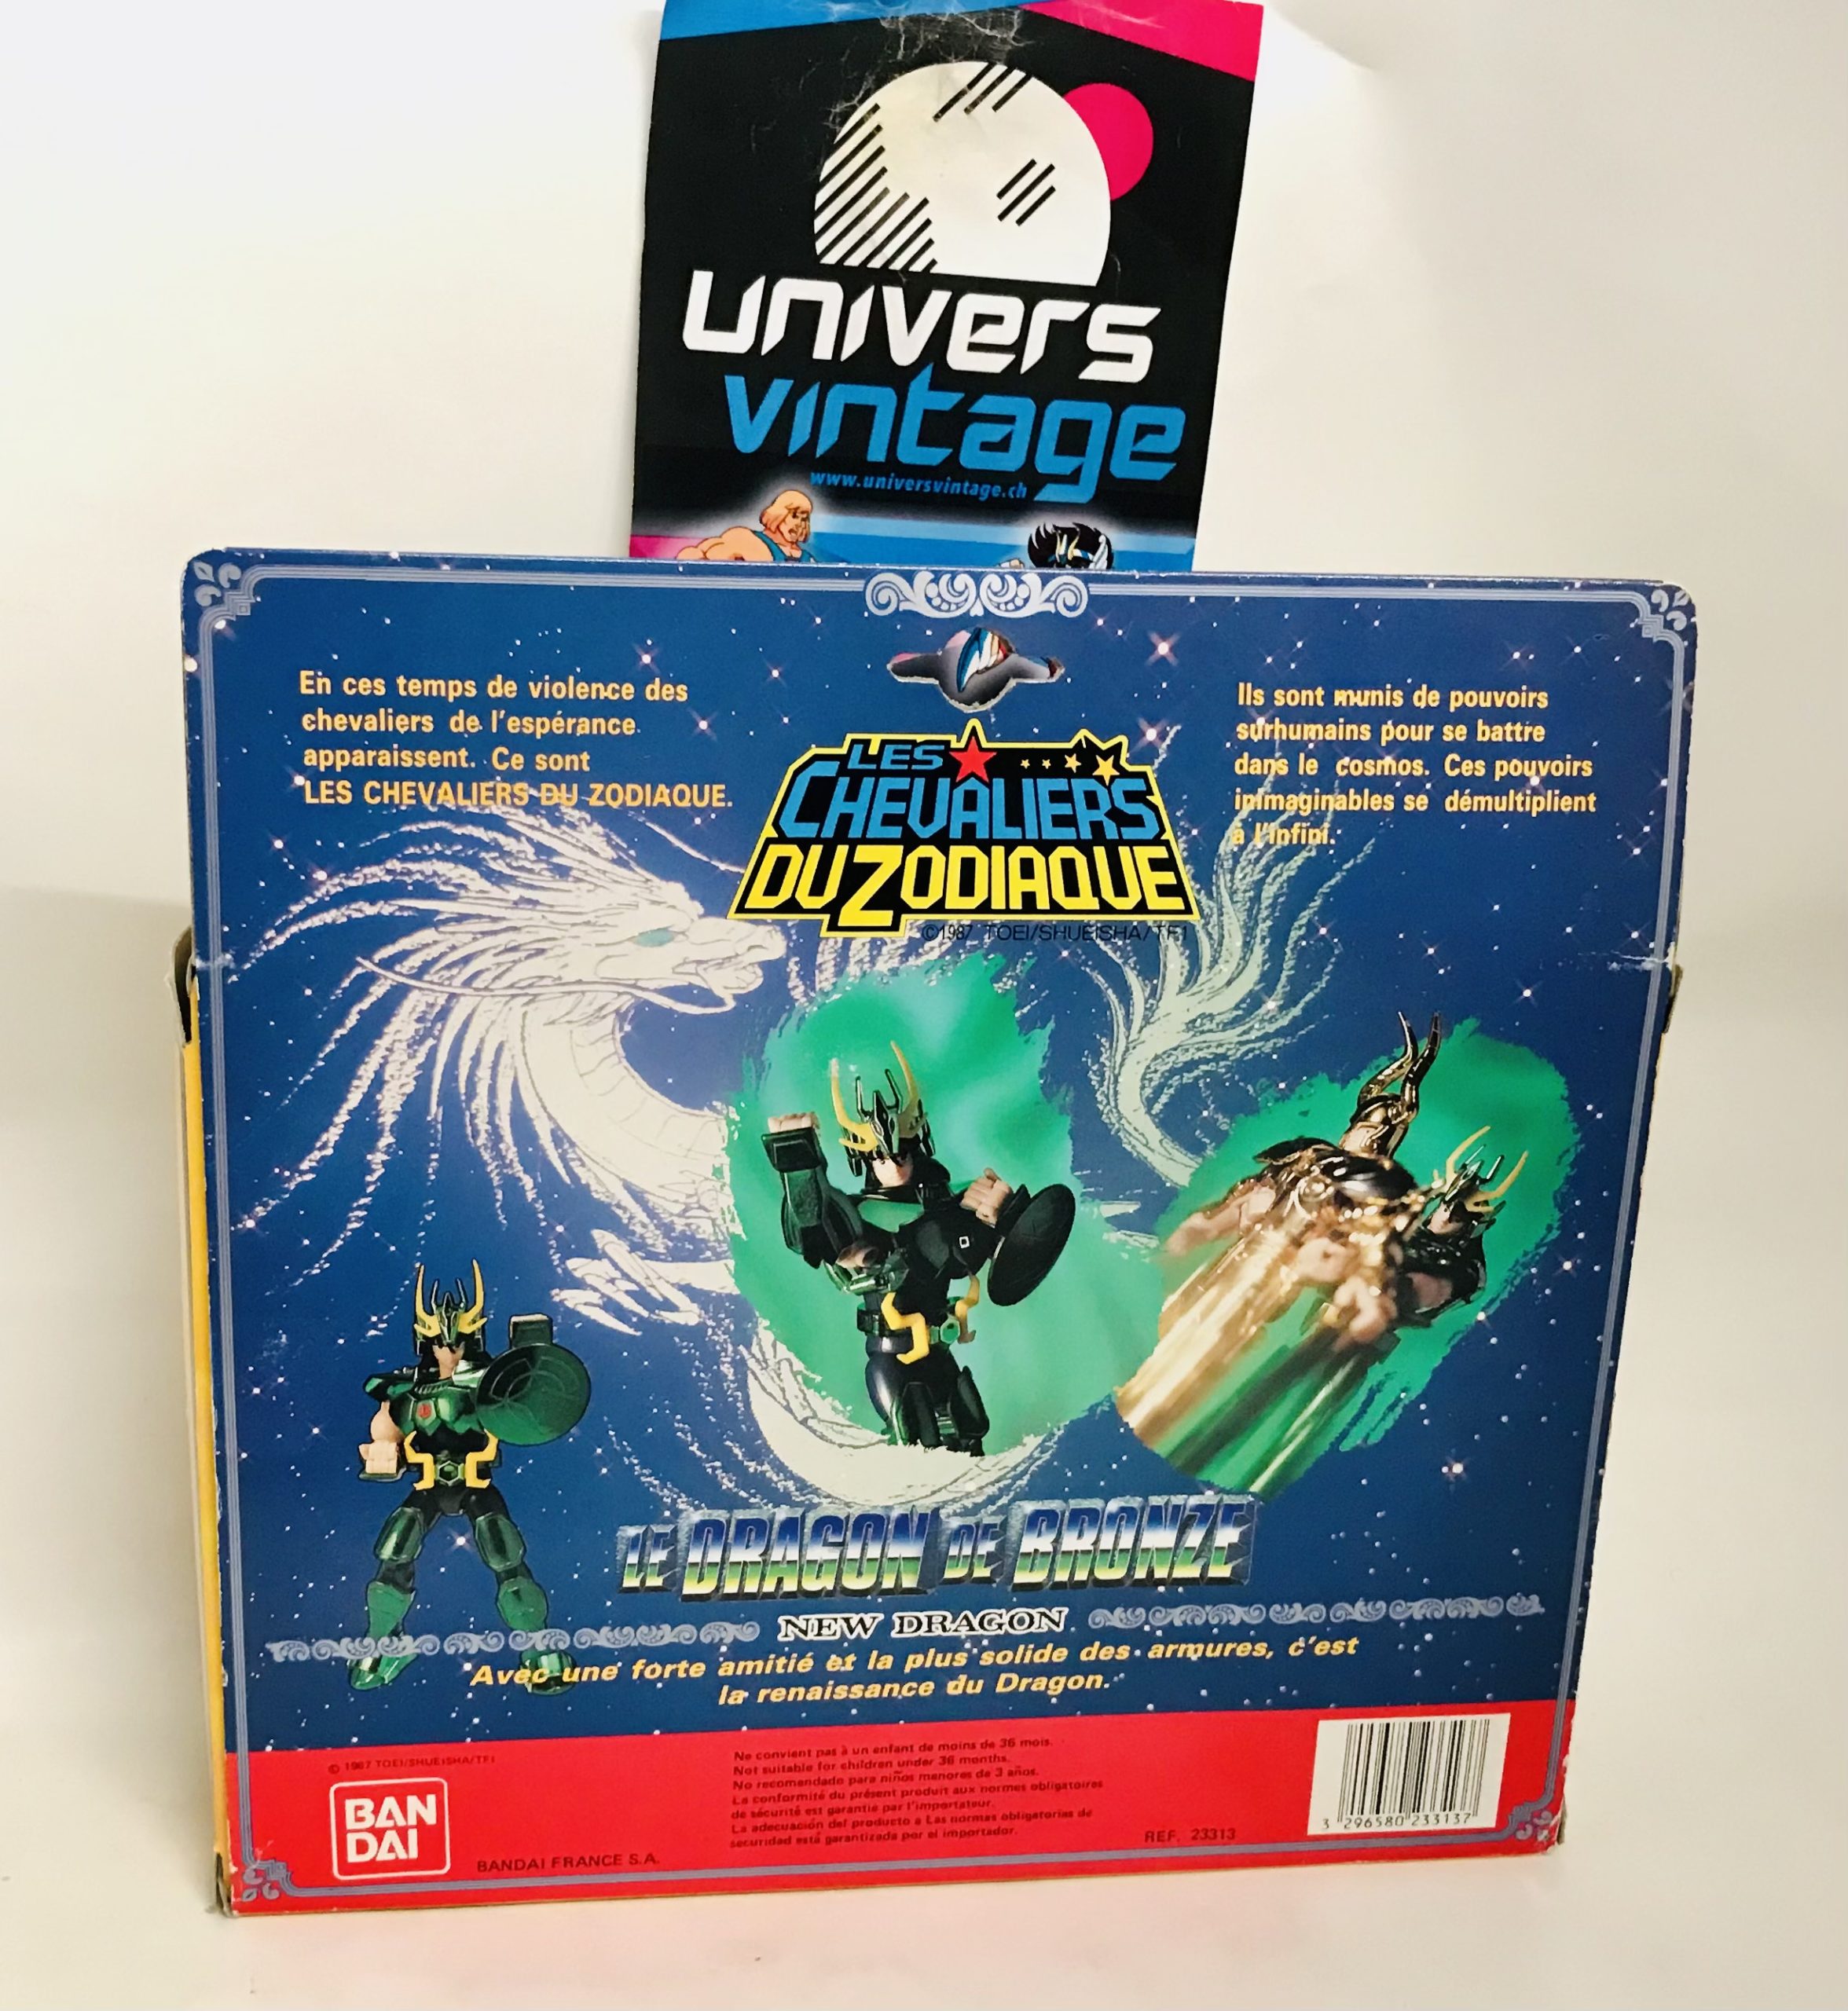 univers
vintage
www.universvintage.ch
En ces temps de violence des
chevaliers de l'espérance
apparaissent. Ce sont
LES CHEVALIERS DU ZODIAQUE.
Ils sont munis de pouvoirs
surhumains pour se battre
dans le cosmos. Ces pouvoirs
inimaginables se démultiplient
à l'infini.
LES
CHEVALIERS
DU ZODIAQUE
©1987 TOEI/SHUEISHA/TF1
LE DRAGON DE BRONZE
NEW DRAGON
Avec une forte amitié et la plus solide des armures, c'est
la renaissance du Dragon.
© 1987 TOEI/SHUEISHA/TF1
BAN
DAI
BANDAI FRANCE S.A.
Ne convient pas à un enfant de moins de 36 mois.
Not suitable for children under 36 months.
No recomendado para niños menores de 3 años.
La conformité du présent produit aux normes obligatoires
de sécurité est garantie par l'importateur.
La adecuación del producto a Las normas obligatorias de
securidad está garantizada por el importador.
REF. 23313
3 296580 233137